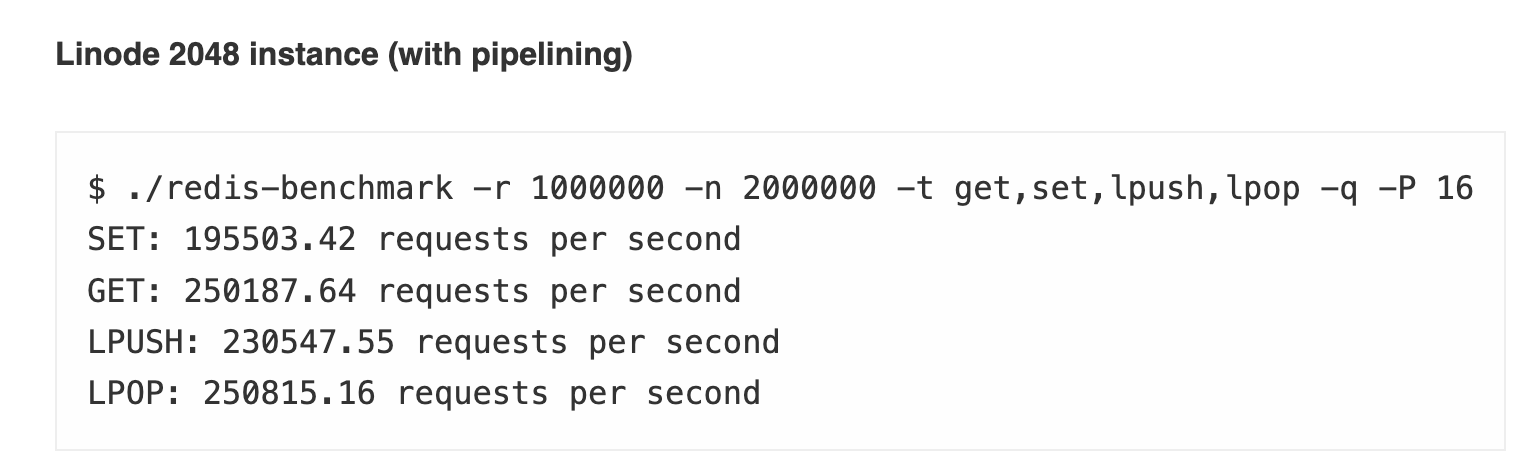 Linode 2048 instance (with pipelining)
$ ./redis-benchmark -r 1000000 -n 2000000 -t get,set,lpush,lpop -q -P 16
SET: 195503.42 requests per second
GET: 250187.64 requests per second
LPUSH: 230547.55 requests per second
LPOP: 250815.16 requests per second